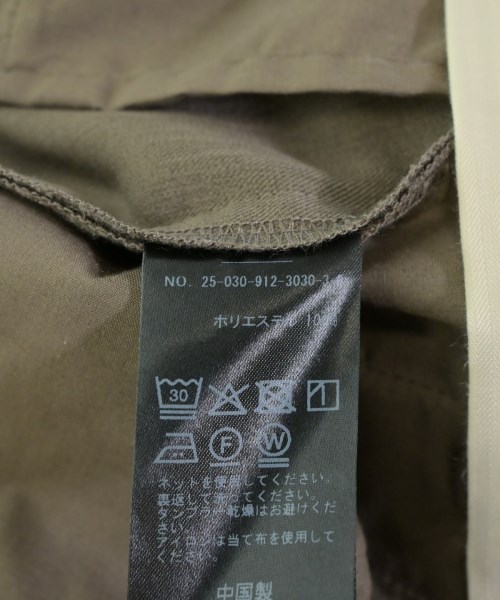 NO. 25-030-912-3030-
ポリエステル 100%
30
F W
ネットを使用してください。
裏返して洗ってください。
タンブラー乾燥はお避けくだ
さい。
アイロンは当て布を使用して
ください。
中国製